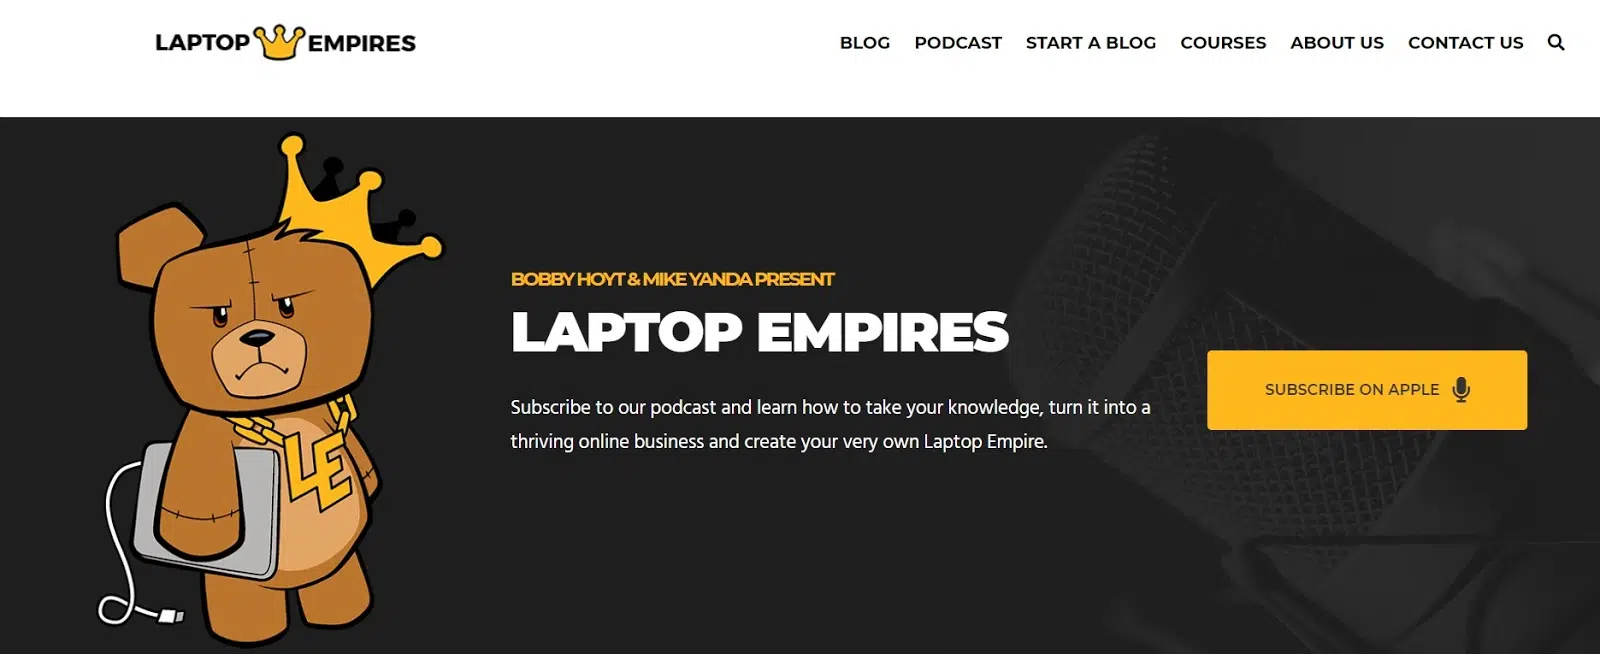 LAPTOP EMPIRES
BLOG PODCAST START A BLOG COURSES ABOUT US CONTACT US
BOBBY HOYT & MIKE YANDA PRESENT
LAPTOP EMPIRES
Subscribe to our podcast and learn how to take your knowledge, turn it into a
thriving online business and create your very own Laptop Empire.
SUBSCRIBE ON APPLE
LE